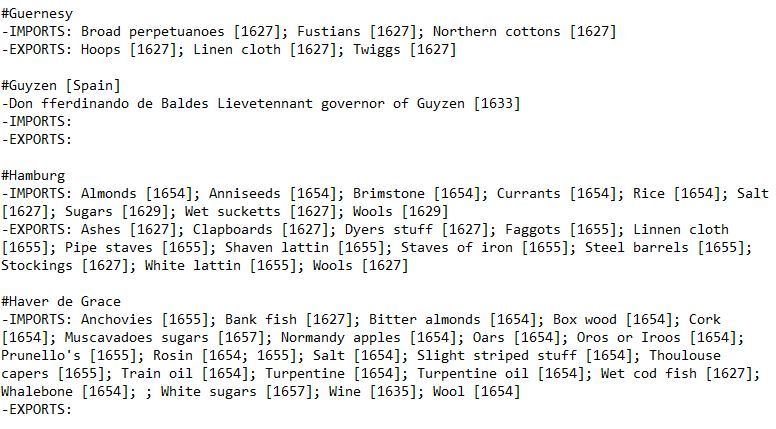 #Guernesy
-IMPORTS: Broad perpetuanoes [1627]; Fustians [1627]; Northern cottons [1627]
-EXPORTS: Hoops [1627]; Linen cloth [1627]; Twiggs [1627]

#Guyzen [Spain]
-Don fferdinando de Baldes Lievetennant governor of Guyzen [1633]
-IMPORTS:
-EXPORTS:

#Hamburg
-IMPORTS: Almonds [1654]; Anniseeds [1654]; Brimstone [1654]; Currants [1654]; Rice [1654]; Salt
[1627]; Sugars [1629]; Wet sucketts [1627]; Wools [1629]
-EXPORTS: Ashes [1627]; Clapboards [1627]; Dyers stuff [1627]; Faggots [1655]; Linnen cloth
[1655]; Pipe staves [1655]; Shaven lattin [1655]; Staves of iron [1655]; Steel barrels [1655];
Stockings [1627]; White lattin [1655]; Wools [1627]

#Haver de Grace
-IMPORTS: Anchovies [1655]; Bank fish [1627]; Bitter almonds [1654]; Box wood [1654]; Cork
[1654]; Muscavadoes sugars [1657]; Normandy apples [1654]; Oars [1654]; Oros or Iroos [1654];
Prunello's [1655]; Rosin [1654; 1655]; Salt [1654]; Slight striped stuff [1654]; Thoulouse
capers [1655]; Train oil [1654]; Turpentine [1654]; Turpentine oil [1654]; Wet cod fish [1627];
Whalebone [1654]; ; White sugars [1657]; Wine [1635]; Wool [1654]
-EXPORTS: